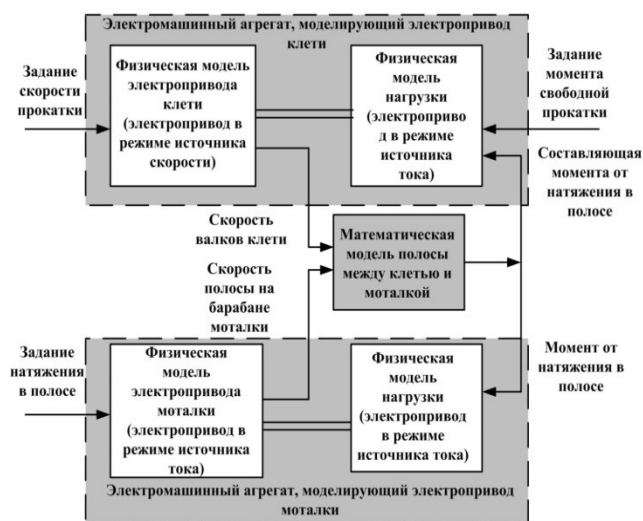 Электромашинный агрегат, моделирующий электропривод
клети
Задание
скорости
прокатки
Физическая модель
электропривода
клети
(электропривод в
режиме источника
скорости)
Физическая
модель
нагрузки
(электропривo
д в режиме
источника
тока)
Задание
момента
свободной
прокатки
Составляющая
момента от
натяжения в
полосе
Скорость
валков клети
Скорость
полосы на
барабане
моталки
Математическая
модель полосы
между клетью и
моталкой
Задание
натяжения
в полосе
Физическая
модель
электропривода
моталки
(электропривод в
режиме источника
тока)
Физическая
модель
нагрузки
(электропривод
в режиме
источника тока)
Момент от
натяжения в
полосе
Электромашинный агрегат, моделирующий электропривод
моталки